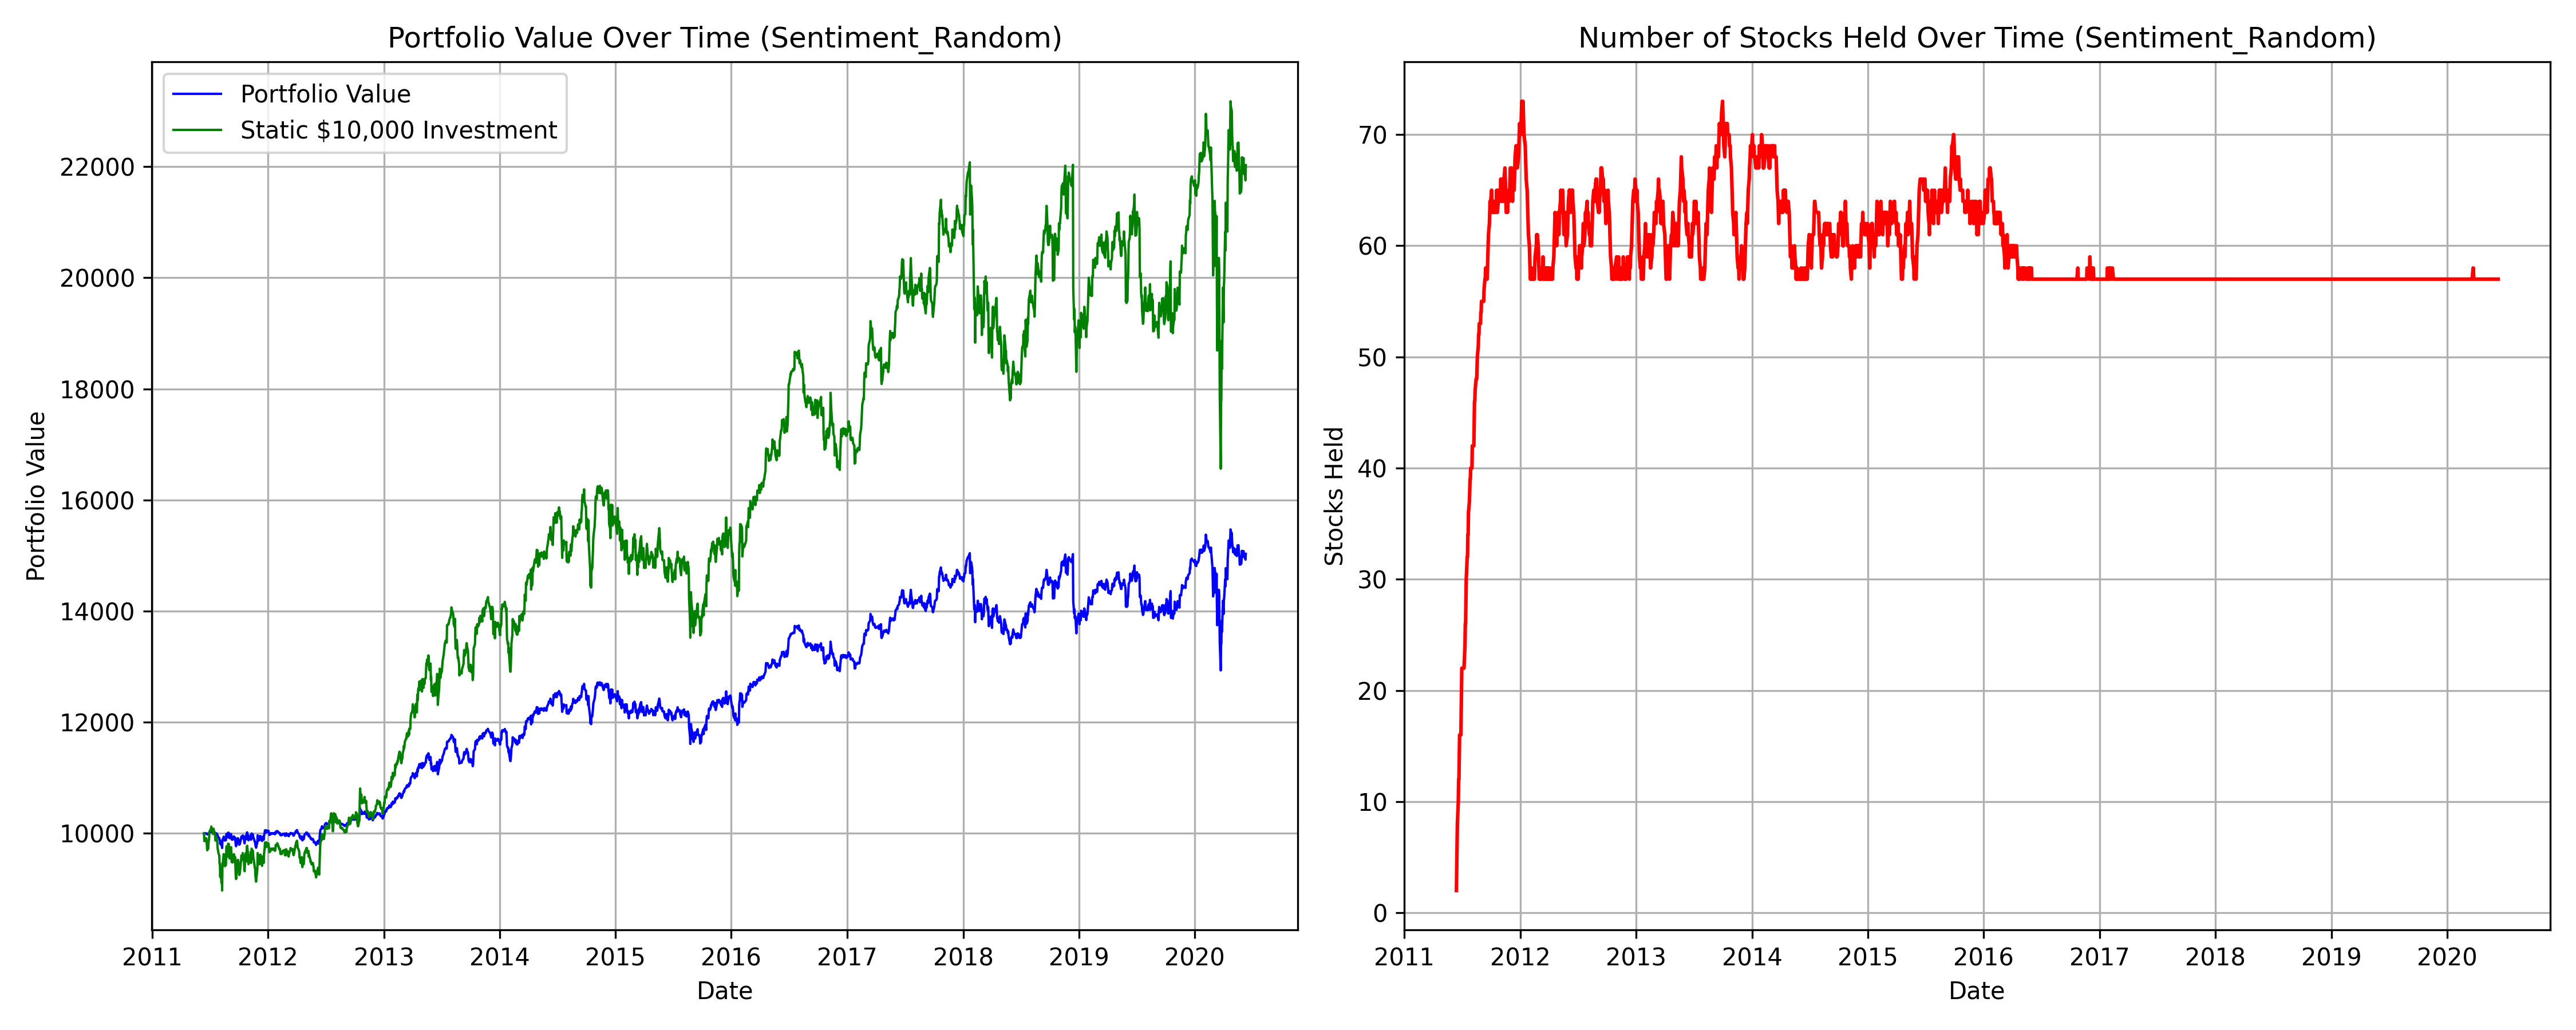 Portfolio Value Over Time (Sentiment_Random)
Portfolio Value
Static $10,000 Investment
Portfolio Value
22000
20000
18000
16000
14000
12000
10000
2011 2012 2013 2014 2015 2016 2017 2018 2019 2020
Date
Number of Stocks Held Over Time (Sentiment_Random)
Stocks Held
70
60
50
40
30
20
10
0
2011 2012 2013 2014 2015 2016 2017 2018 2019 2020
Date